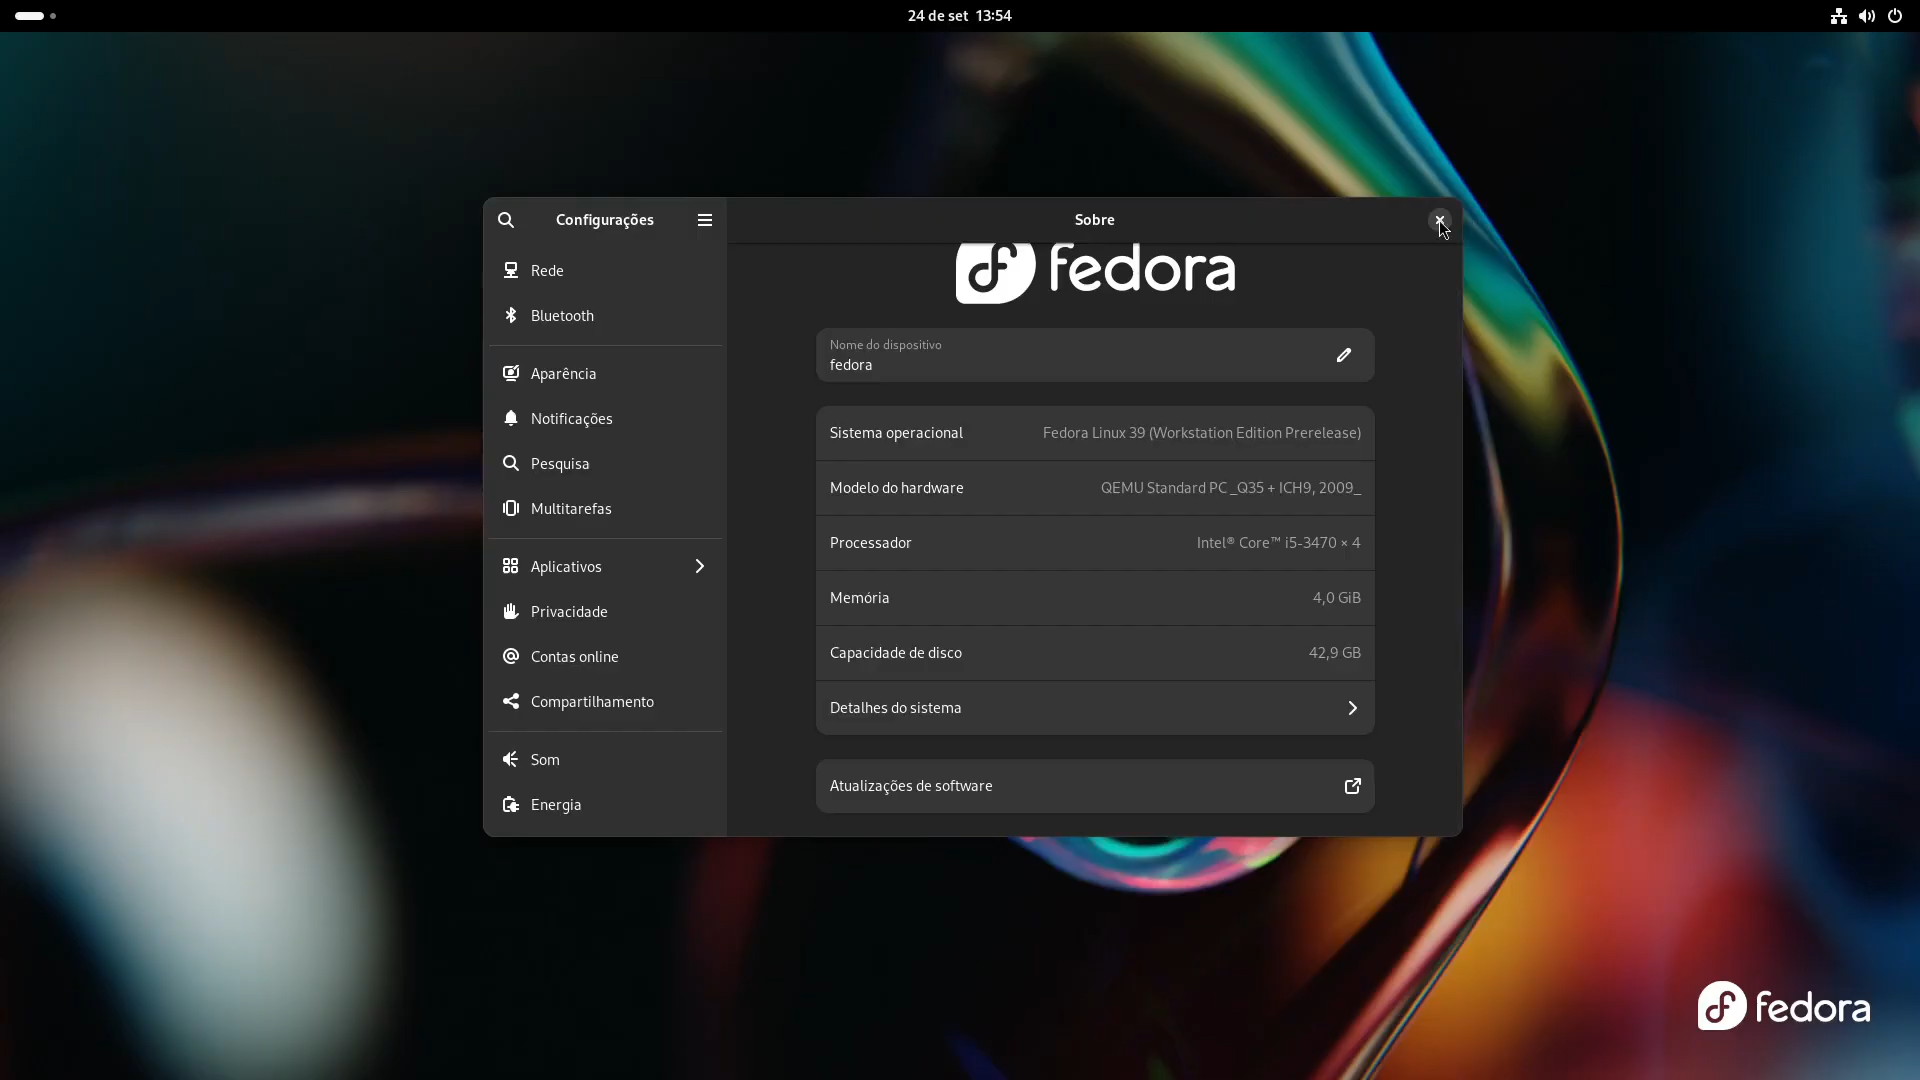 24 de set 13:54
Configurações
Sobre
Rede
Bluetooth
Aparência
Notificações
Pesquisa
Multitarefas
Aplicativos
Privacidade
Contas online
Compartilhamento
Som
Energia
fedora
Nome do dispositivo
fedora
Sistema operacional Fedora Linux 39 (Workstation Edition Prerelease)
Modelo do hardware QEMU Standard PC _Q35 + ICH9, 2009_
Processador Intel® Core™ i5-3470 × 4
Memória 4,0 GiB
Capacidade de disco 42,9 GB
Detalhes do sistema
Atualizações de software
fedora